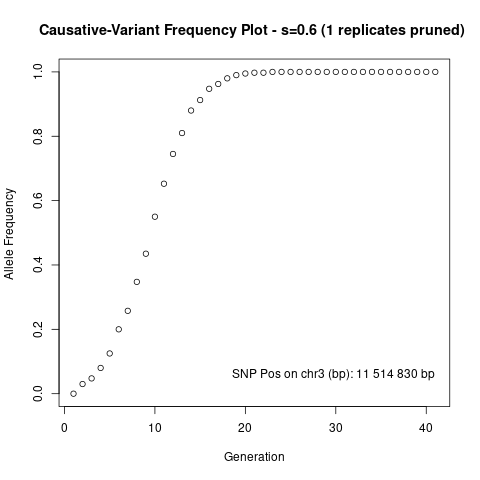 Causative-Variant Frequency Plot - s=0.6 (1 replicates pruned)
Allele Frequency
1.0
0.8
0.6
0.4
0.2
0.0
SNP Pos on chr3 (bp): 11 514 830 bp
0 10 20 30 40
Generation